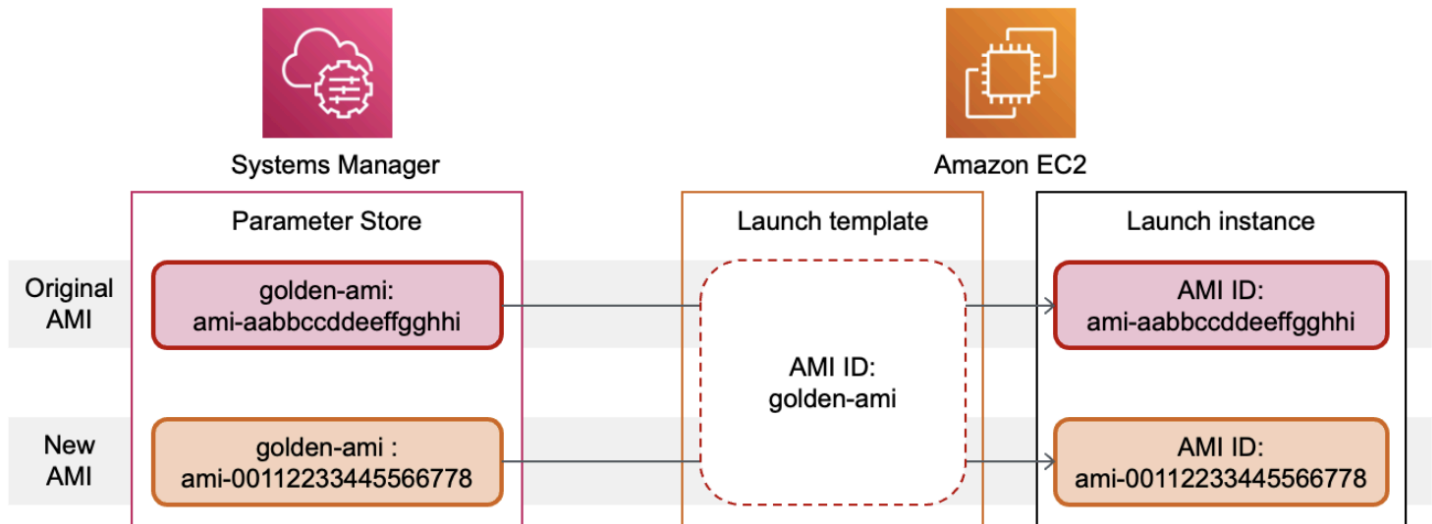 Systems Manager
Amazon EC2
Parameter Store
Launch template
Launch instance
Original
AMI
golden-ami:
ami-aabbccddeeffgghhi
AMI ID:
golden-ami
AMI ID:
ami-aabbccddeeffgghhi
New
AMI
golden-ami :
ami-00112233445566778
AMI ID:
ami-00112233445566778